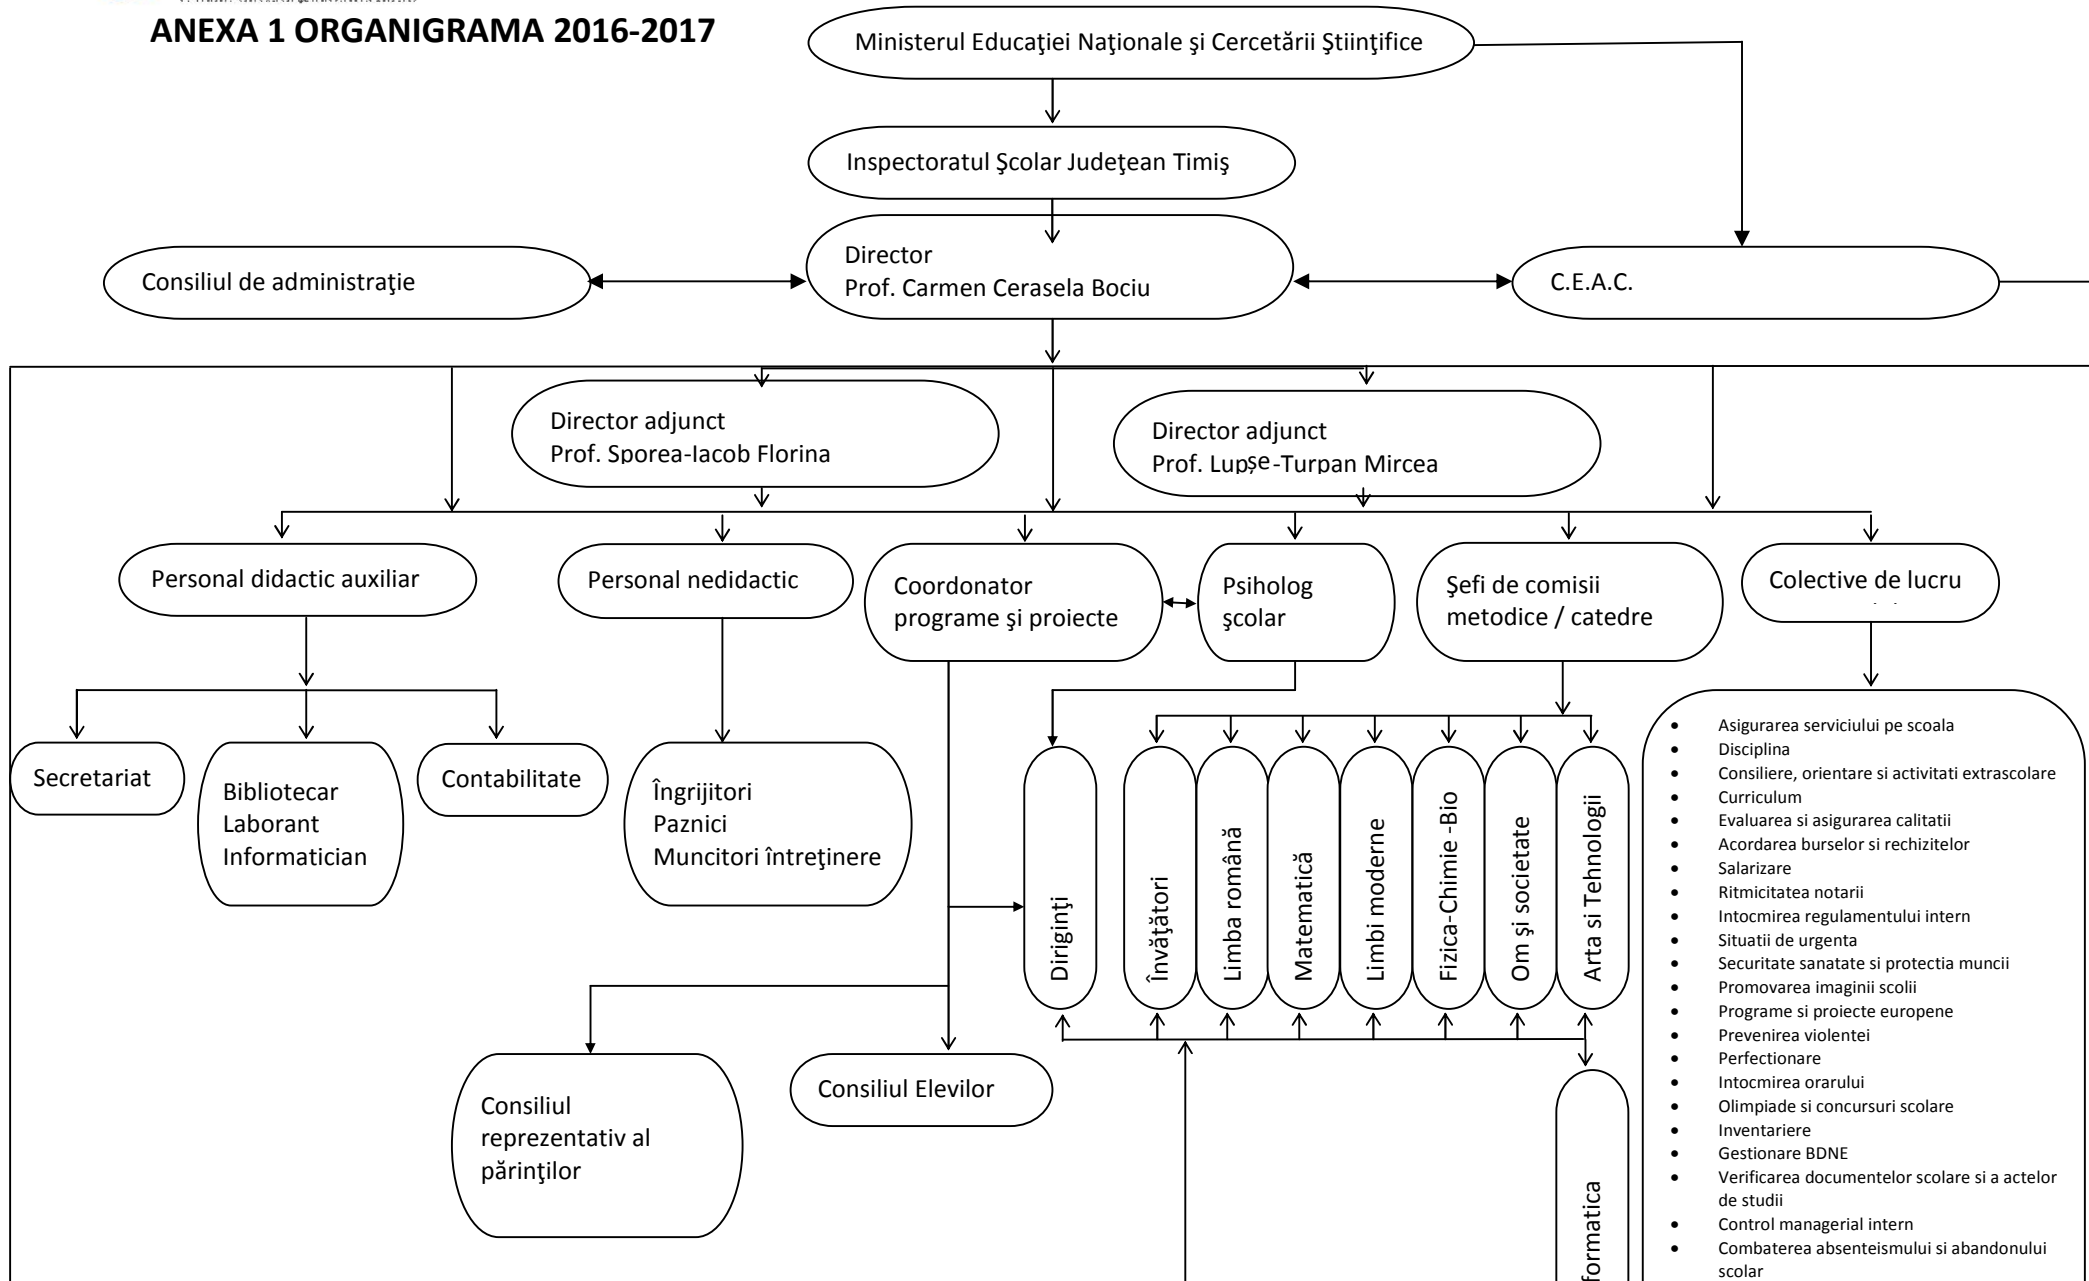 ANEXA 1 ORGANIGRAMA 2016-2017
Ministerul Educaţiei Naţionale şi Cercetării Ştiinţifice
Inspectoratul Şcolar Judeţean Timiş
Consiliul de administraţie
Director
Prof. Carmen Cerasela Bociu
C.E.A.C.
Director adjunct
Prof. Sporea-Iacob Florina
Director adjunct
Prof. Lupșe-Turpan Mircea
Personal didactic auxiliar
Personal nedidactic
Coordonator
programe şi proiecte
Psiholog
şcolar
Şefi de comisii
metodice / catedre
Colective de lucru
Secretariat
Bibliotecar
Laborant
Informatician
Contabilitate
Îngrijitori
Paznici
Muncitori întreţinere
Diriginţi
Învăţători
Limba română
Matematică
Limbi moderne
Fizica-Chimie -Bio
Om şi societate
Arta si Tehnologii
• Asigurarea serviciului pe scoala
• Disciplina
• Consiliere, orientare si activitati extrascolare
• Curriculum
• Evaluarea si asigurarea calitatii
• Acordarea burselor si rechizitelor
• Salarizare
• Ritmicitatea notarii
• Intocmirea regulamentului intern
• Situatii de urgenta
• Securitate sanatate si protectia muncii
• Promovarea imaginii scolii
• Programe si proiecte europene
• Prevenirea violentei
• Perfectionare
• Intocmirea orarului
• Olimpiade si concursuri scolare
• Inventariere
• Gestionare BDNE
• Verificarea documentelor scolare si a actelor
de studii
• Control managerial intern
• Combaterea absenteismului si abandonului
scolar
Consiliul
reprezentativ al
părinţilor
Consiliul Elevilor
formatica